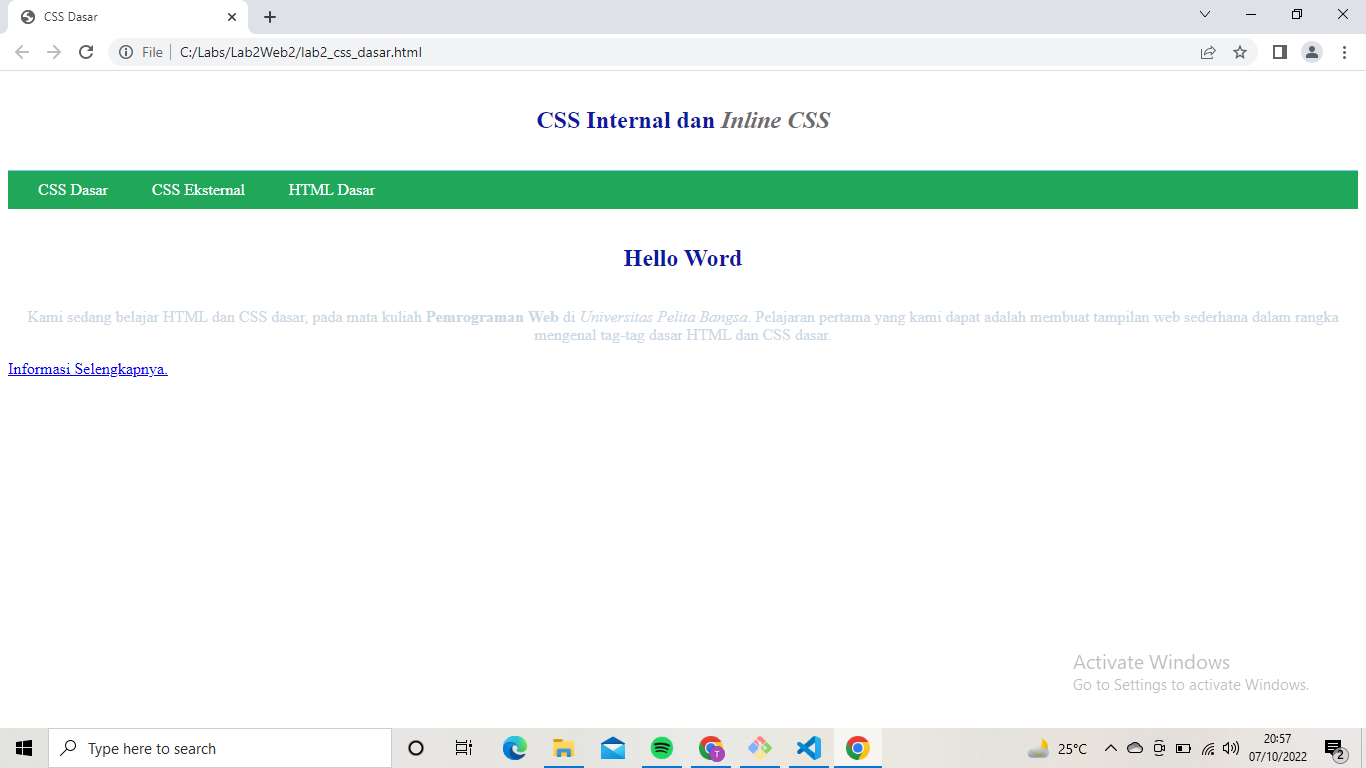 CSS Dasar
File C:/Labs/Lab2Web2/lab2_css_dasar.html
CSS Internal dan Inline CSS
CSS Dasar CSS Eksternal HTML Dasar
Hello Word
Kami sedang belajar HTML dan CSS dasar, pada mata kuliah Pemrograman Web di Universitas Pelita Bangsa. Pelajaran pertama yang kami dapat adalah membuat tampilan web sederhana dalam rangka
mengenal tag-tag dasar HTML dan CSS dasar.
Informasi Selengkapnya.
Activate Windows
Go to Settings to activate Windows.
Type here to search
T
25°C
20:57
07/10/2022
2